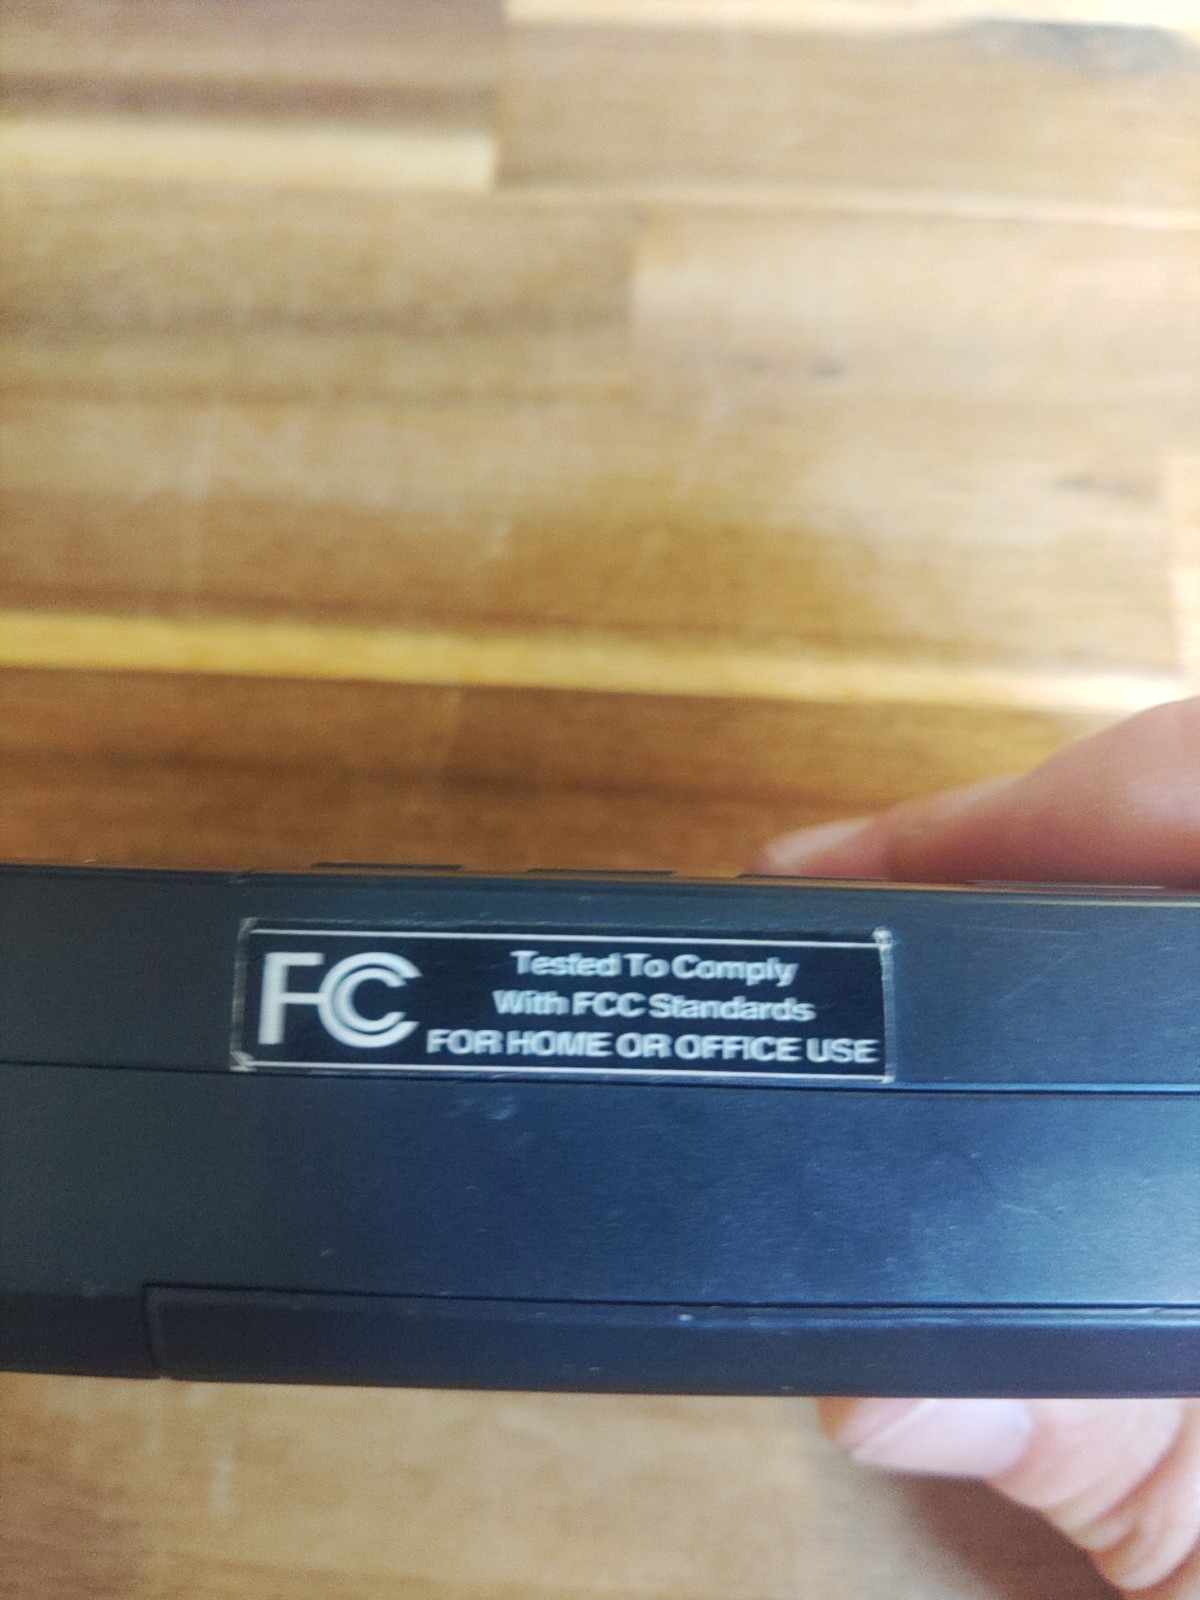 FC
Tested To Comply
With FCC Standards
FOR HOME OR OFFICE USE